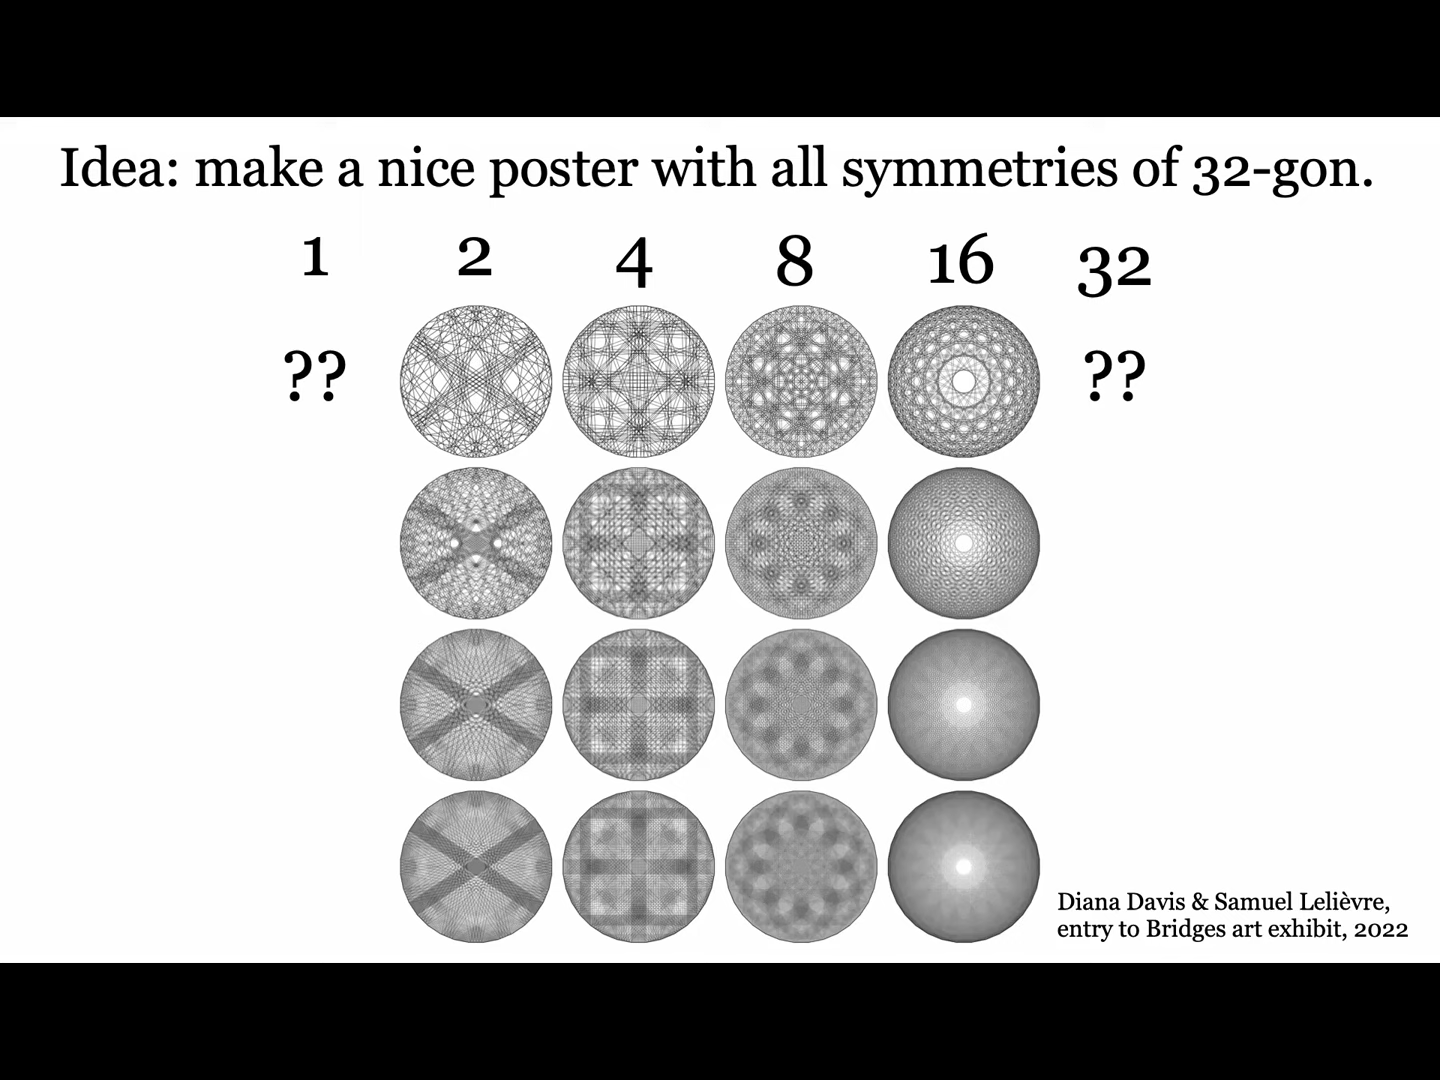 Idea: make a nice poster with all symmetries of 32-gon.
1 2 4 8 16 32
?? ??
Diana Davis & Samuel Lelièvre,
entry to Bridges art exhibit, 2022